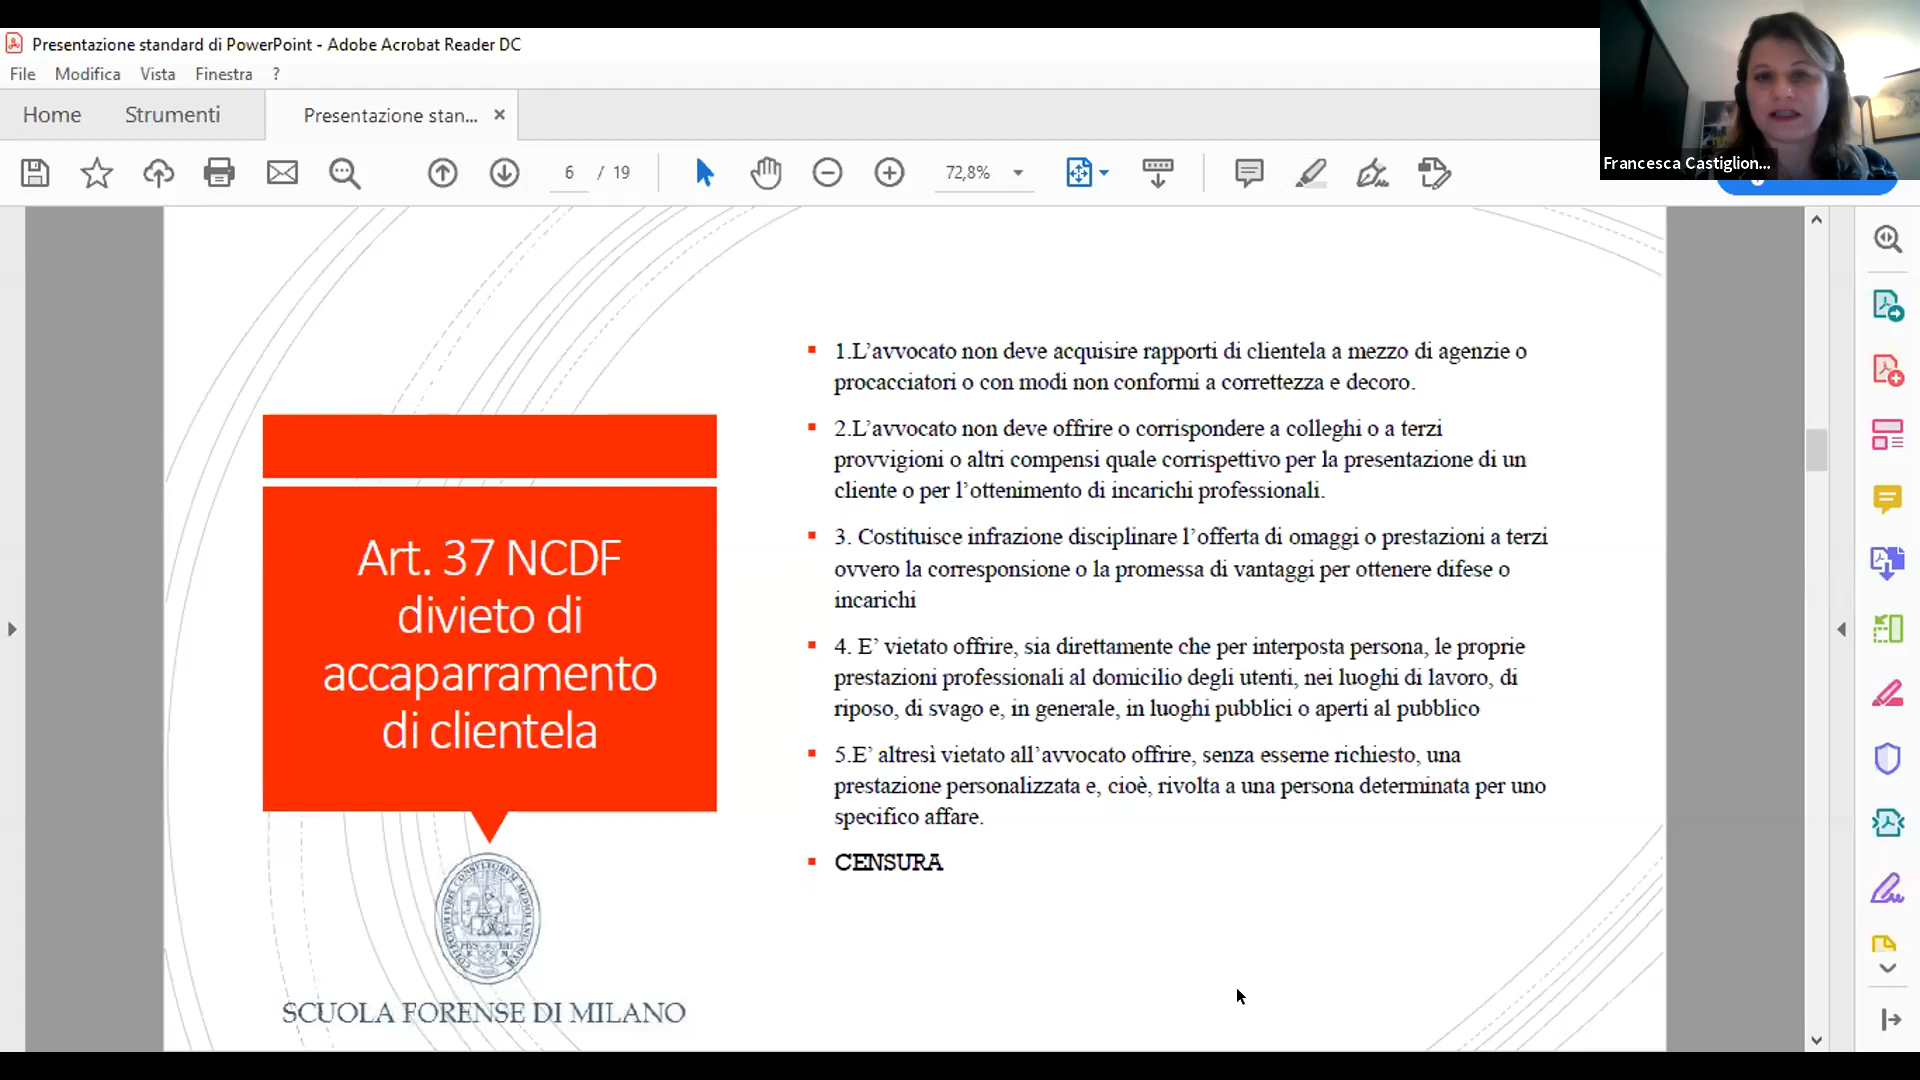 Presentazione standard di PowerPoint - Adobe Acrobat Reader DC
File Modifica Vista Finestra ?
Home Strumenti Presentazione stan... ×
6 / 19 72,8%
Francesca Castiglion...
Art. 37 NCDF
divieto di
accaparramento
di clientela
SCUOLA FORENSE DI MILANO
1.L’avvocato non deve acquisire rapporti di clientela a mezzo di agenzie o
procacciatori o con modi non conformi a correttezza e decoro.
2.L’avvocato non deve offrire o corrispondere a colleghi o a terzi
provvigioni o altri compensi quale corrispettivo per la presentazione di un
cliente o per l’ottenimento di incarichi professionali.
3. Costituisce infrazione disciplinare l’offerta di omaggi o prestazioni a terzi
ovvero la corresponsione o la promessa di vantaggi per ottenere difese o
incarichi
4. E’ vietato offrire, sia direttamente che per interposta persona, le proprie
prestazioni professionali al domicilio degli utenti, nei luoghi di lavoro, di
riposo, di svago e, in generale, in luoghi pubblici o aperti al pubblico
5.E’ altresì vietato all’avvocato offrire, senza esserne richiesto, una
prestazione personalizzata e, cioè, rivolta a una persona determinata per uno
specifico affare.
CENSURA